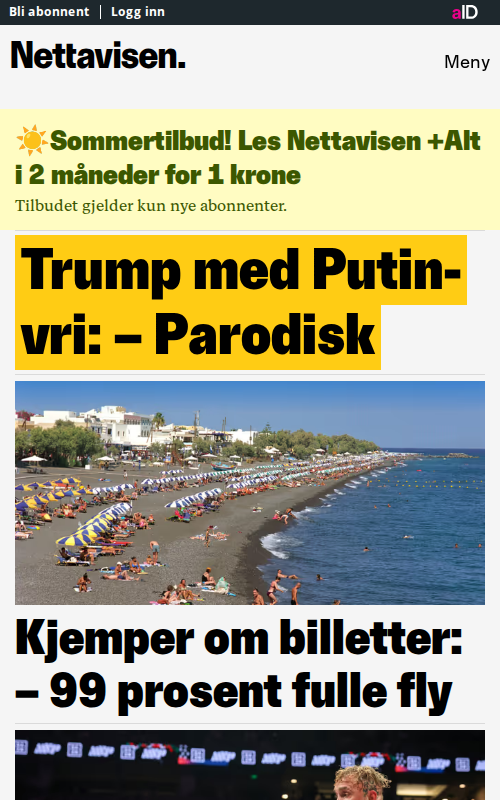 Bli abonnent | Logg inn
aID
Nettavisen.
Meny
☀️Sommertilbud! Les Nettavisen +Alt
i 2 måneder for 1 krone
Tilbudet gjelder kun nye abonnenter.
Trump med Putin-
vri: – Parodisk
Kjemper om billetter:
– 99 prosent fulle fly